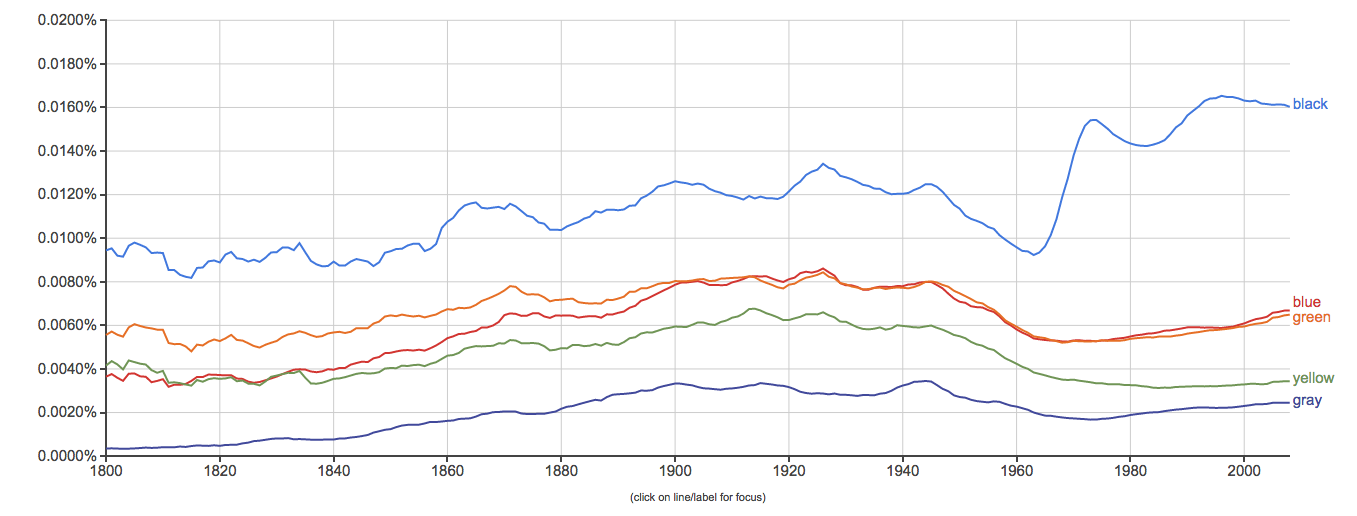 0.0200%
0.0180%
0.0160%
black
0.0140%
0.0120%
0.0100%
0.0080%
blue
0.0060%
green
0.0040%
yellow
0.0020%
gray
0.0000%
1800 1820 1840 1860 1880 1900 1920 1940 1960 1980 2000
(click on line/label for focus)